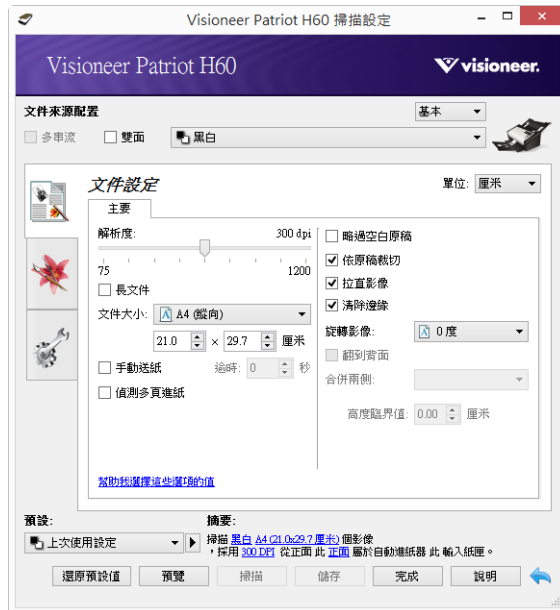 Visioneer Patriot H60 掃描設定
Visioneer Patriot H60
visioneer.
文件來源配置
基本
多串流
雙面
黑白
文件設定
單位: 厘米
主要
解析度: 300 dpi
75 1200
長文件
文件大小: A4 (縱向)
21.0 × 29.7 厘米
手動送紙 逾時: 0 秒
偵測多頁進紙
略過空白原稿
依原稿裁切
拉直影像
清除邊緣
旋轉影像: 0 度
翻到背面
合併兩側:
高度臨界值: 0.00 厘米
幫助我選擇這些選項的值
預設:
上次使用設定
摘要:
掃描 黑白 A4 (21.0x29.7 厘米) 個影像
，採用 300 DPI 從正面 此 正面 屬於自動進紙器 此 輸入紙匣。
還原預設值
預覽
掃描
儲存
完成
說明